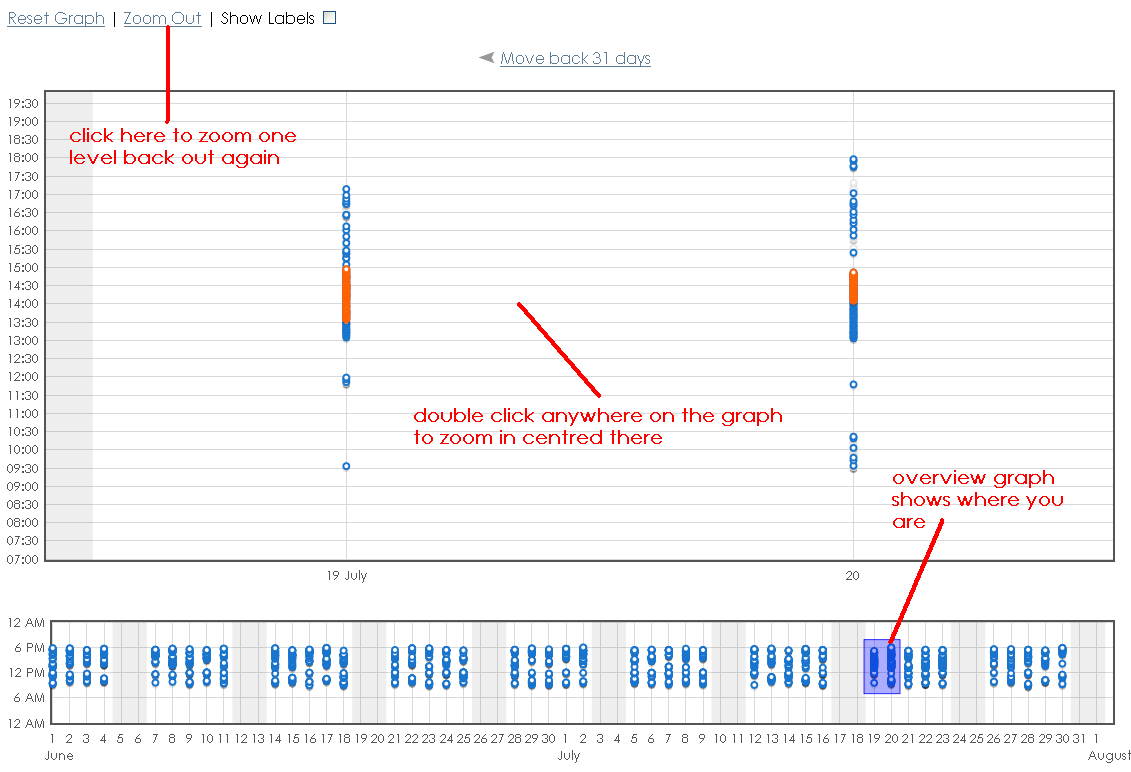 Reset Graph | Zoom Out | Show Labels
Move back 31 days
19:30
19:00
click here to zoom one
level back out again
18:30
18:00
17:30
17:00
16:30
16:00
15:30
15:00
14:30
14:00
13:30
13:00
12:30
12:00
11:30
11:00
double click anywhere on the graph
to zoom in centred there
10:30
10:00
09:30
09:00
overview graph
shows where you
are
08:30
08:00
07:30
07:00
19 July 20
12 AM
6 PM
12 PM
6 AM
12 AM
1 2 3 4 5 6 7 8 9 10 11 12 13 14 15 16 17 18 19 20 21 22 23 24 25 26 27 28 29 30 1 2 3 4 5 6 7 8 9 10 11 12 13 14 15 16 17 18 19 20 21 22 23 24 25 26 27 28 29 30 31 1
June July August